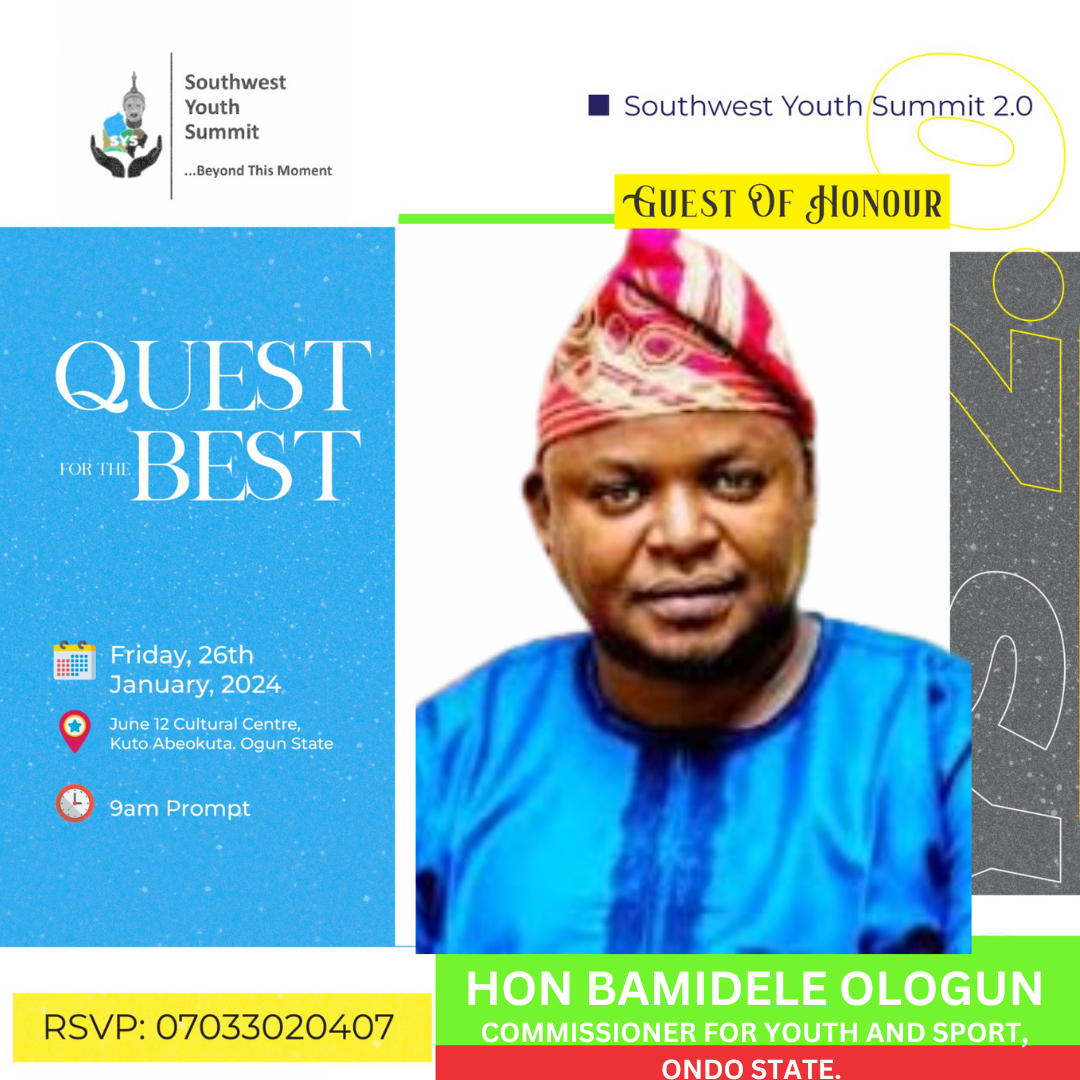 Southwest
Youth
Summit
...Beyond This Moment
SYS
Southwest Youth Summit 2.0
Guest Of Honour
QUEST
FOR THE BEST
Friday, 26th
January, 2024
June 12 Cultural Centre,
Kuto Abeokuta. Ogun State
9am Prompt
RSVP: 07033020407
HON BAMIDELE OLOGUN
COMMISSIONER FOR YOUTH AND SPORT,
ONDO STATE.